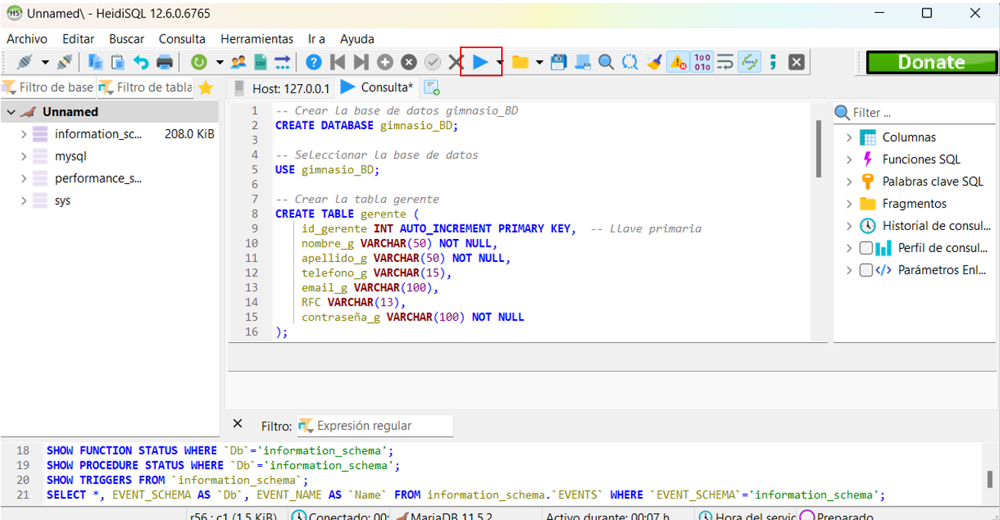 HS Unnamed\ - HeidiSQL 12.6.0.6765
Archivo Editar Buscar Consulta Herramientas Ir a Ayuda
Donate
Filtro de base Filtro de tabla Host: 127.0.0.1 Consulta*
Unnamed
information_sc... 208.0 KiB
mysql
performance_s...
sys
1 -- Crear la base de datos gimnasio_BD
2 CREATE DATABASE gimnasio_BD;
3
4 -- Seleccionar la base de datos
5 USE gimnasio_BD;
6
7 -- Crear la tabla gerente
8 CREATE TABLE gerente (
9 id_gerente INT AUTO_INCREMENT PRIMARY KEY, -- Llave primaria
10 nombre_g VARCHAR(50) NOT NULL,
11 apellido_g VARCHAR(50) NOT NULL,
12 telefono_g VARCHAR(15),
13 email_g VARCHAR(100),
14 RFC VARCHAR(13),
15 contraseña_g VARCHAR(100) NOT NULL
16 );
Filter ...
Columnas
Funciones SQL
Palabras clave SQL
Fragmentos
Historial de consul...
Perfil de consul...
Parámetros Enl...
Filtro: Expresión regular
18 SHOW FUNCTION STATUS WHERE `Db`='information_schema';
19 SHOW PROCEDURE STATUS WHERE `Db`='information_schema';
20 SHOW TRIGGERS FROM `information_schema`;
21 SELECT *, EVENT_SCHEMA AS `Db`, EVENT_NAME AS `Name` FROM information_schema.`EVENTS` WHERE `EVENT_SCHEMA`='information_schema';
r56 : c1 (1.5 KiB) Conectado: 00: MariaDB 11.5.2 Activo durante: 00:07 h Hora del servic Preparado